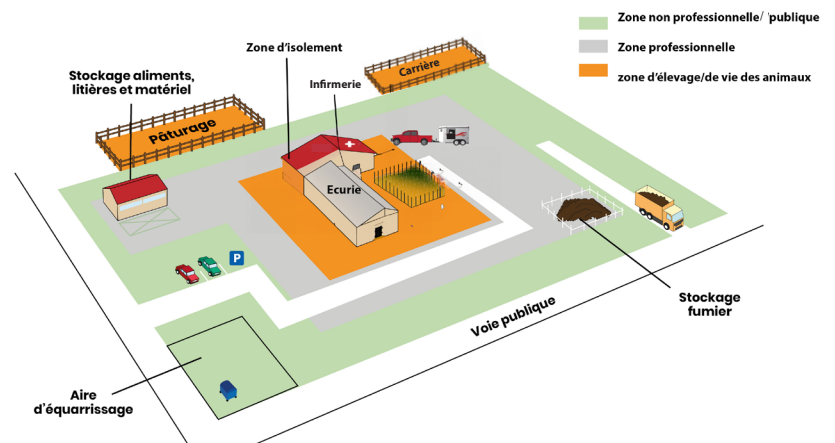 Zone non professionnelle/ publique
Zone professionnelle
zone d'élevage/de vie des animaux
Zone d'isolement
Carrière
Stockage aliments,
litières et matériel
Infirmerie
Pâturage
Ecurie
P
Stockage
fumier
Voie publique
Aire
d'équarrissage